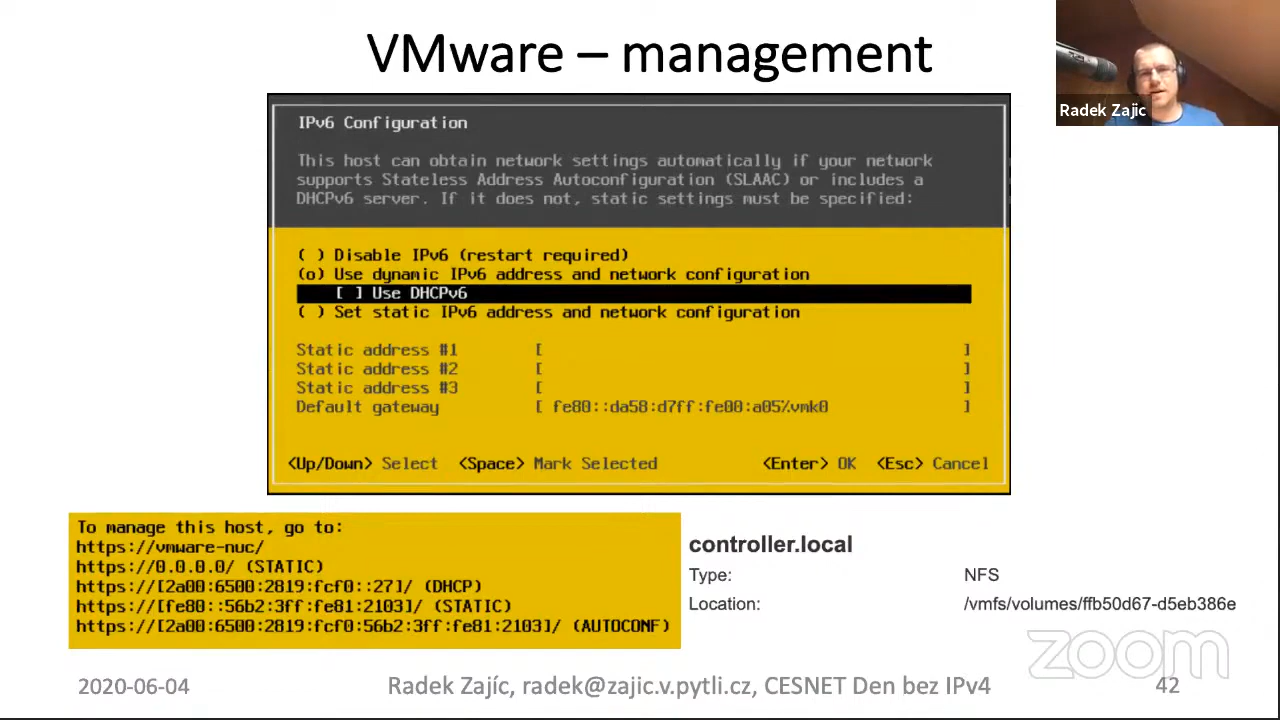 VMware – management
Radek Zajic
IPv6 Configuration
This host can obtain network settings automatically if your network
supports Stateless Address Autoconfiguration (SLAAC) or includes a
DHCPv6 server. If it does not, static settings must be specified:
( ) Disable IPv6 (restart required)
(o) Use dynamic IPv6 address and network configuration
[ ] Use DHCPv6
( ) Set static IPv6 address and network configuration
Static address #1 [ ]
Static address #2 [ ]
Static address #3 [ ]
Default gateway [ fe80::da58:d7ff:fe00:a05%vmk0 ]
<Up/Down> Select <Space> Mark Selected <Enter> OK <Esc> Cancel
To manage this host, go to:
https://vmware-nuc/
https://0.0.0.0/ (STATIC)
https://[2a00:6500:2819:fcf0::27]/ (DHCP)
https://[fe80::56b2:3ff:fe81:2103]/ (STATIC)
https://[2a00:6500:2819:fcf0:56b2:3ff:fe81:2103]/ (AUTOCONF)
controller.local
Type: NFS
Location: /vmfs/volumes/ffb50d67-d5eb386e
zoom
2020-06-04 Radek Zajíc, radek@zajic.v.pytli.cz, CESNET Den bez IPv4 42